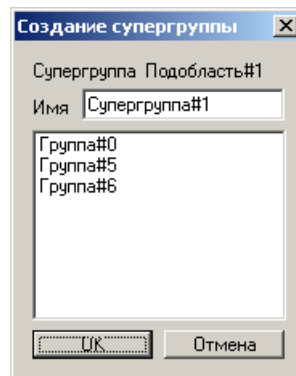 Создание супергруппы
Супергруппа Подобласть#1
Имя Супергруппа#1
Группа#0
Группа#5
Группа#6
OK Отмена